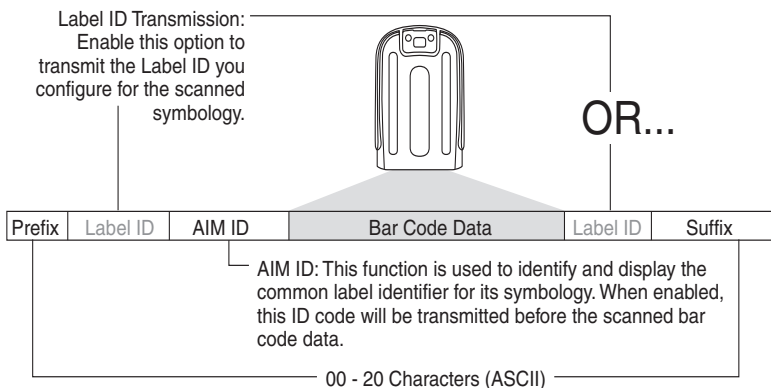 Label ID Transmission:
Enable this option to
transmit the Label ID you
configure for the scanned
symbology.
OR...
Prefix Label ID AIM ID Bar Code Data Label ID Suffix
AIM ID: This function is used to identify and display the
common label identifier for its symbology. When enabled,
this ID code will be transmitted before the scanned bar
code data.
00 - 20 Characters (ASCII)